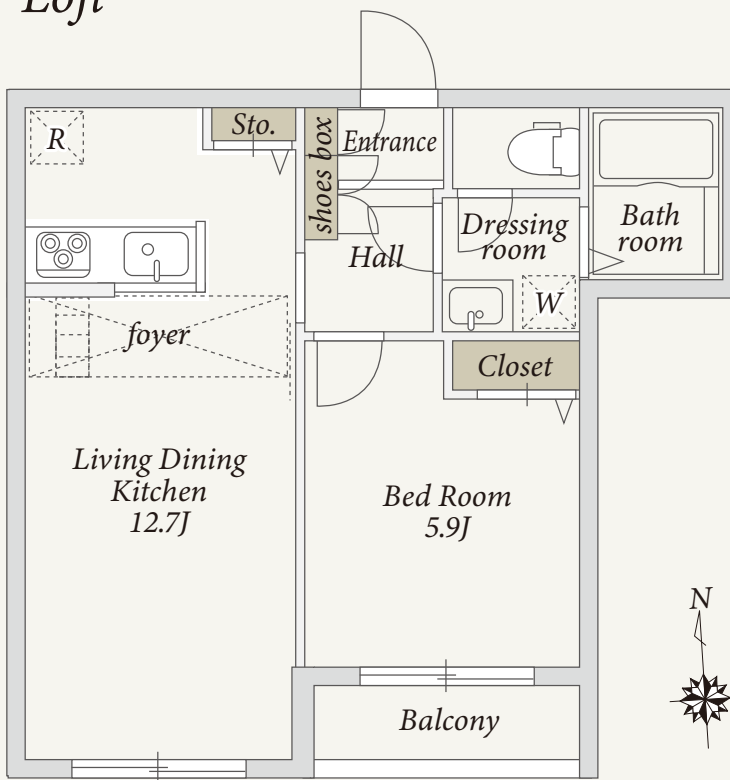 Loft
R
Sto.
shoes box
Entrance
Hall
Dressing
room
Bath
room
W
foyer
Closet
Living Dining
Kitchen
12.7J
Bed Room
5.9J
N
Balcony